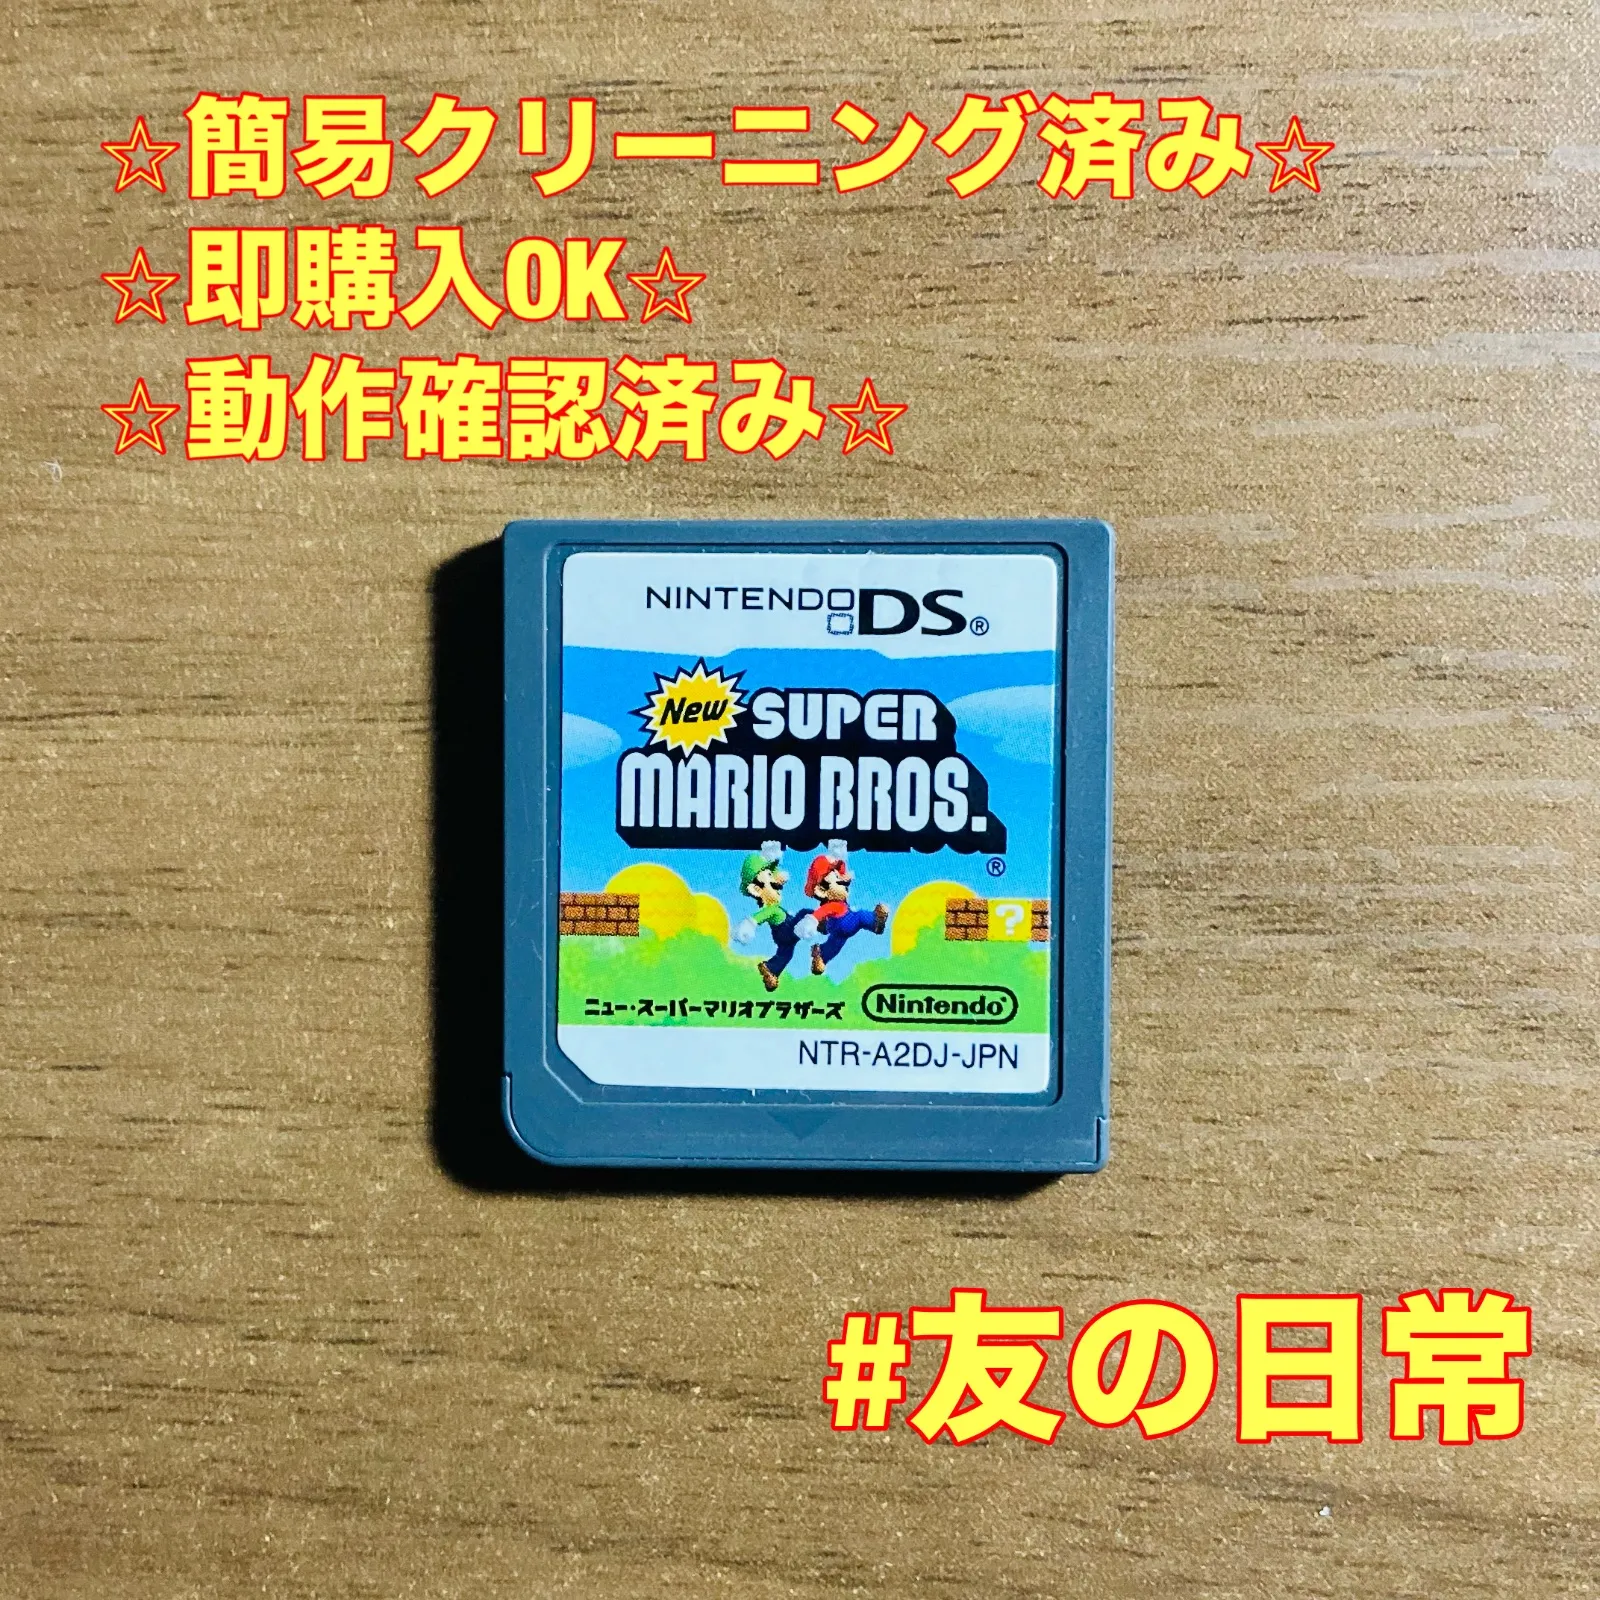 ☆簡易クリーニング済み☆
☆即購入OK☆
☆動作確認済み☆
NINTENDO DS®
New SUPER
MARIO BROS.
®
?
ニュー・スーパーマリオブラザーズ Nintendo®
NTR-A2DJ-JPN
#友の日常